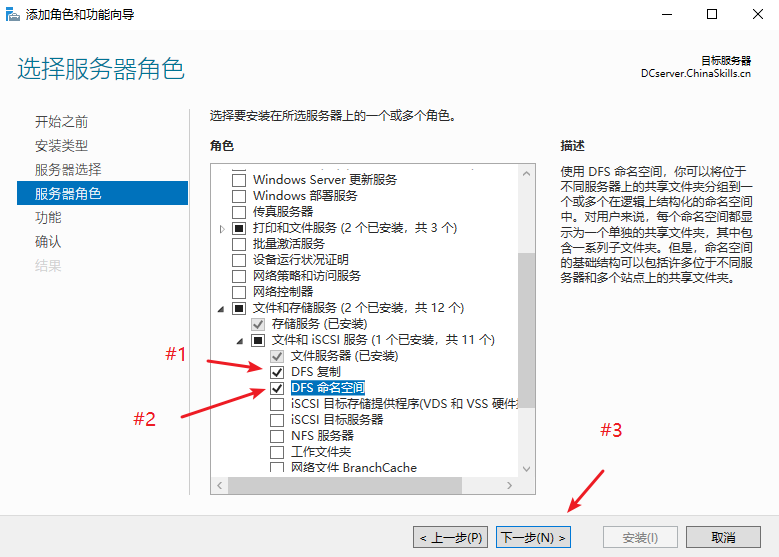 添加角色和功能向导
选择服务器角色
目标服务器
DCserver.ChinaSkills.cn
开始之前
安装类型
服务器选择
服务器角色
功能
确认
结果
选择要安装在所选服务器上的一个或多个角色。
角色
Windows Server 更新服务
Windows 部署服务
传真服务器
打印和文件服务 (2 个已安装，共 3 个)
批量激活服务
设备运行状况证明
网络策略和访问服务
网络控制器
文件和存储服务 (2 个已安装，共 12 个)
存储服务 (已安装)
文件和 iSCSI 服务 (1 个已安装，共 11 个)
文件服务器 (已安装)
DFS 复制
DFS 命名空间
iSCSI 目标存储提供程序(VDS 和 VSS 硬件
iSCSI 目标服务器
NFS 服务器
工作文件夹
网络文件 BranchCache
#1
#2
#3
描述
使用 DFS 命名空间，你可以将位于
不同服务器上的共享文件夹分组到一
个或多个在逻辑上结构化的命名空间
中。对用户来说，每个命名空间都显
示为一个单独的共享文件夹，其中包
含一系列子文件夹。但是，命名空间
的基础结构可以包括许多位于不同服
务器和多个站点上的共享文件夹。
< 上一步(P)
下一步(N) >
安装(I)
取消